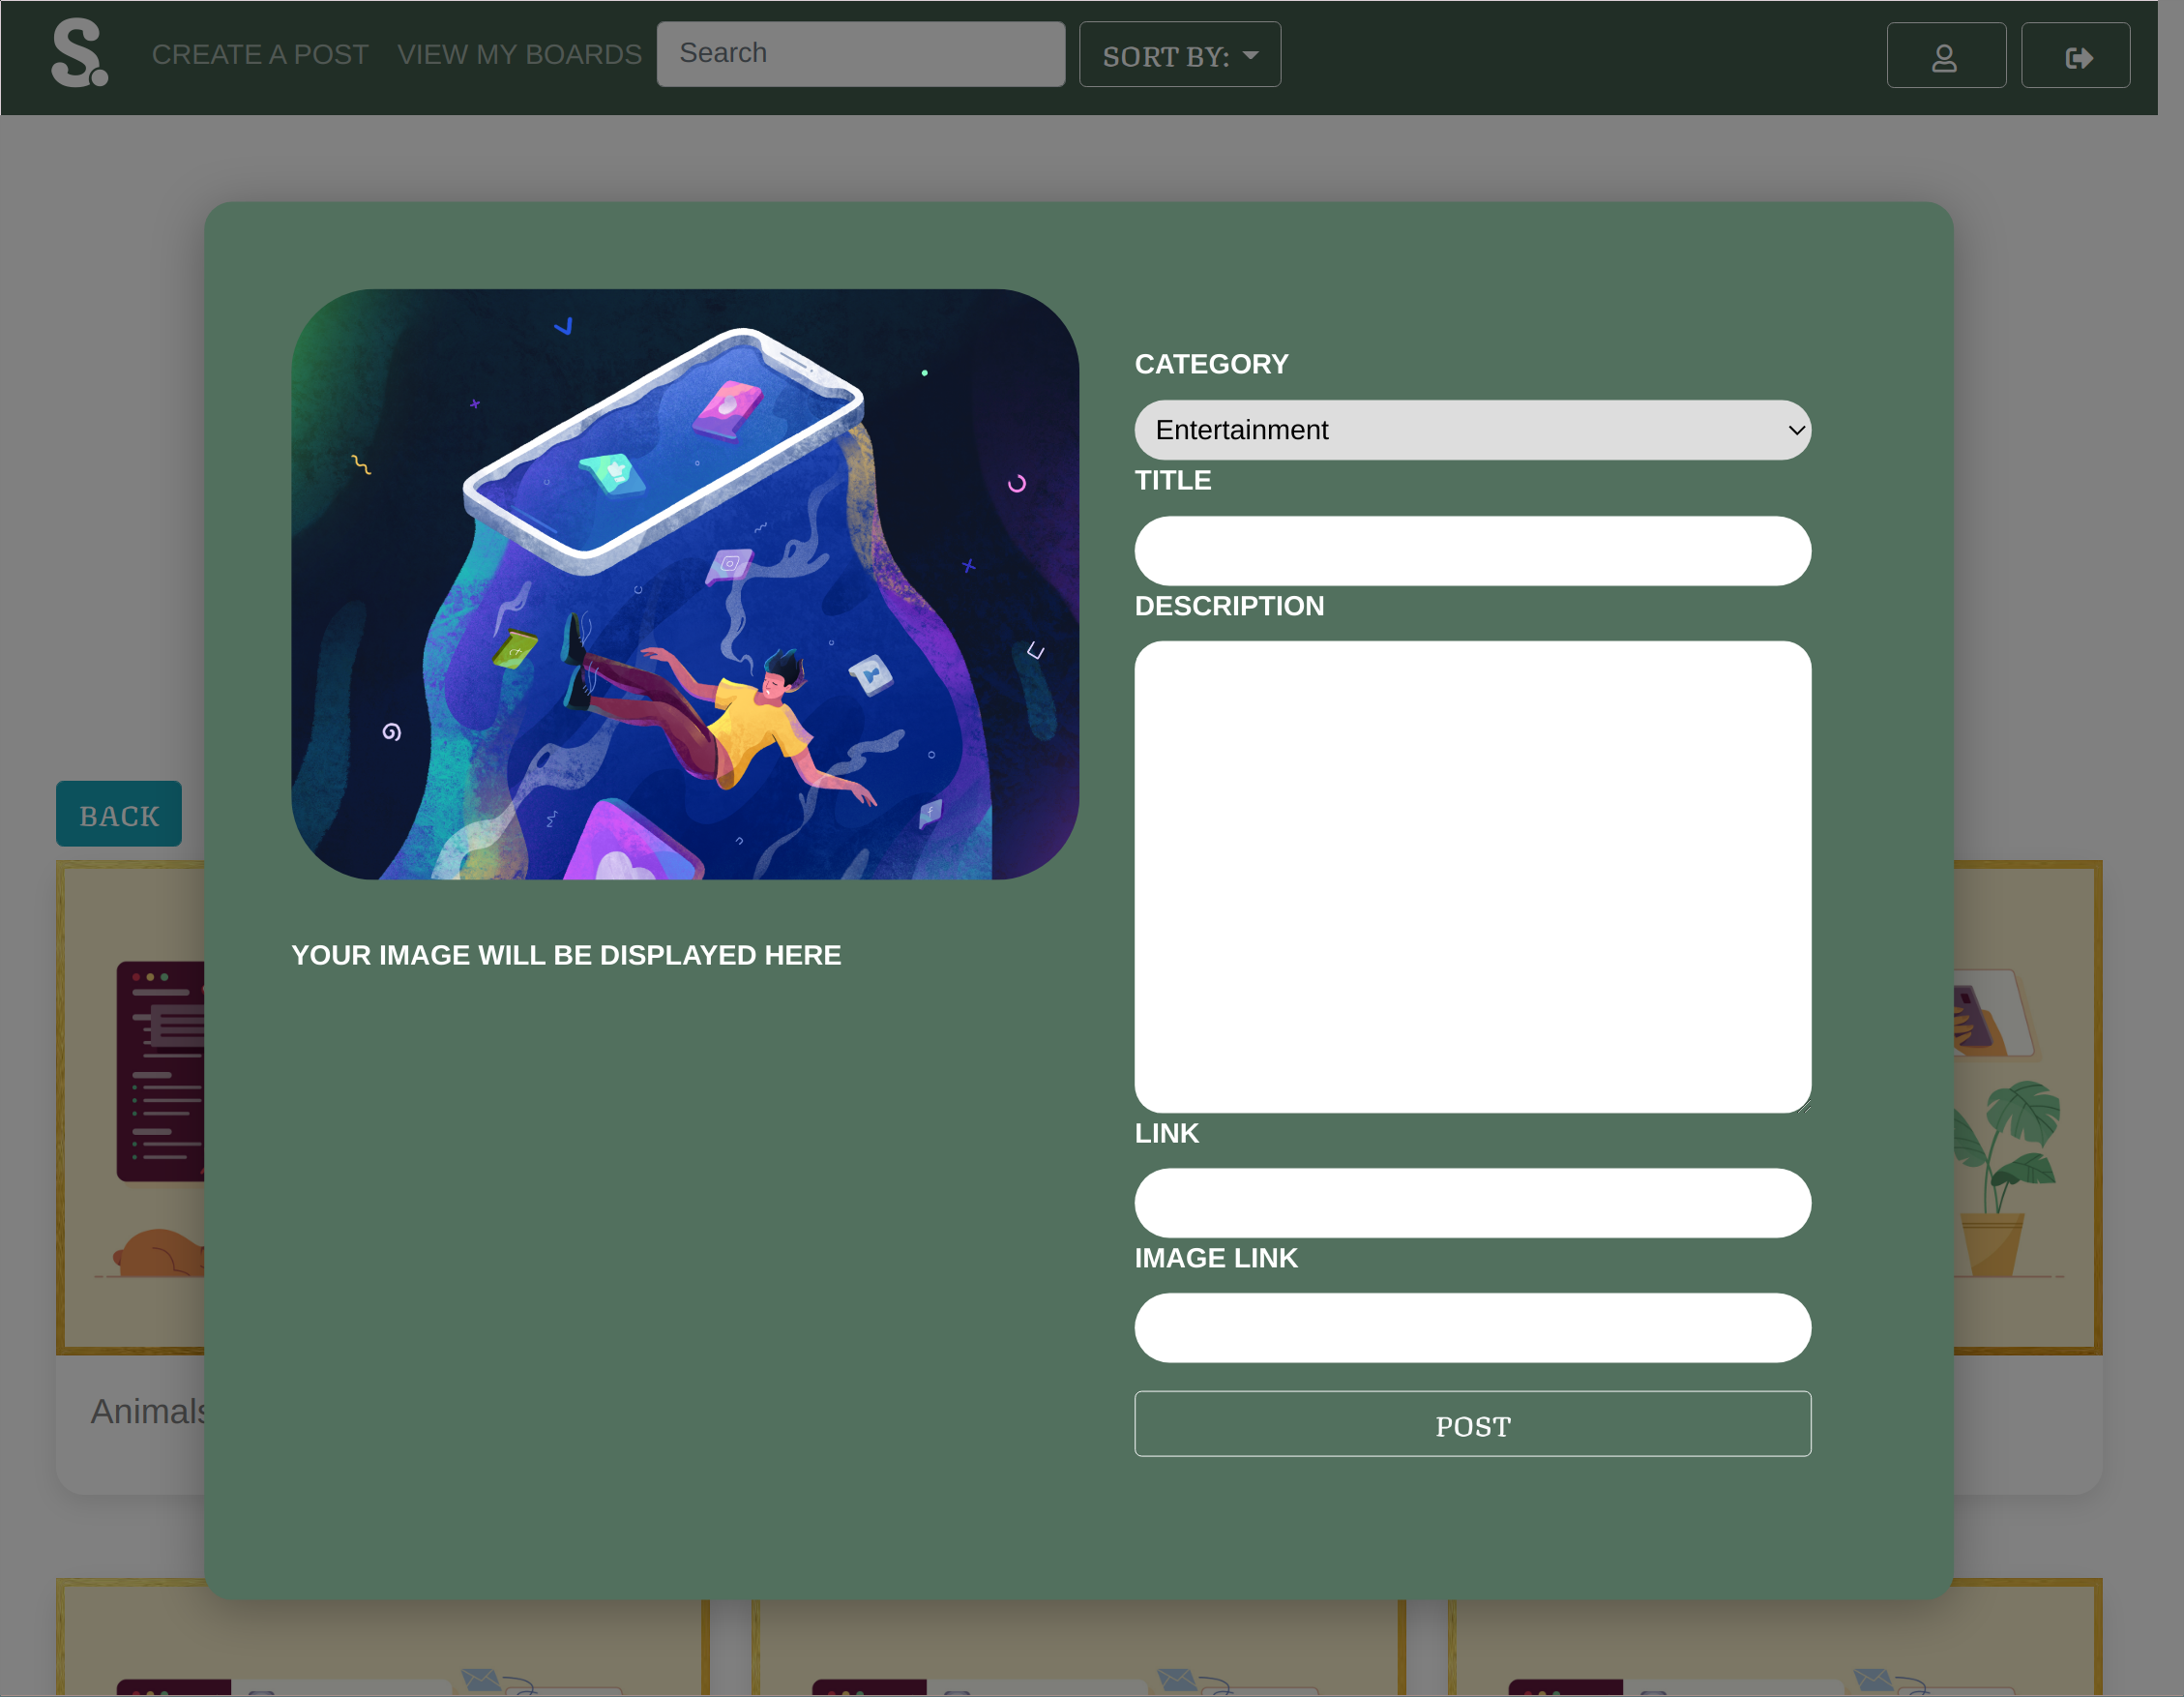 S.
CREATE A POST
VIEW MY BOARDS
Search
SORT BY:
CATEGORY
Entertainment
TITLE
DESCRIPTION
BACK
YOUR IMAGE WILL BE DISPLAYED HERE
LINK
IMAGE LINK
Animals
POST